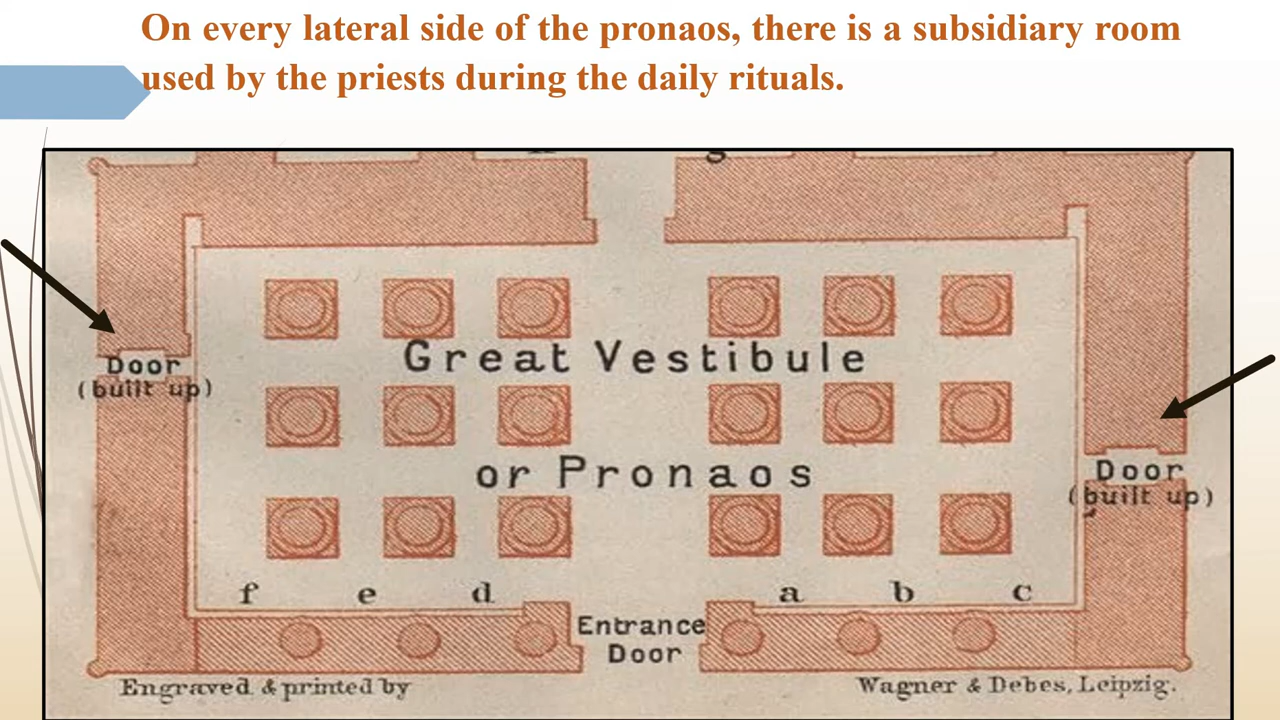 On every lateral side of the pronaos, there is a subsidiary room
used by the priests during the daily rituals.
g
Door
(built up)
Great Vestibule
or Pronaos
Door
(built up)
f e d a b c
Entrance
Door
Engraved & printed by
Wagner & Debes, Leipzig.